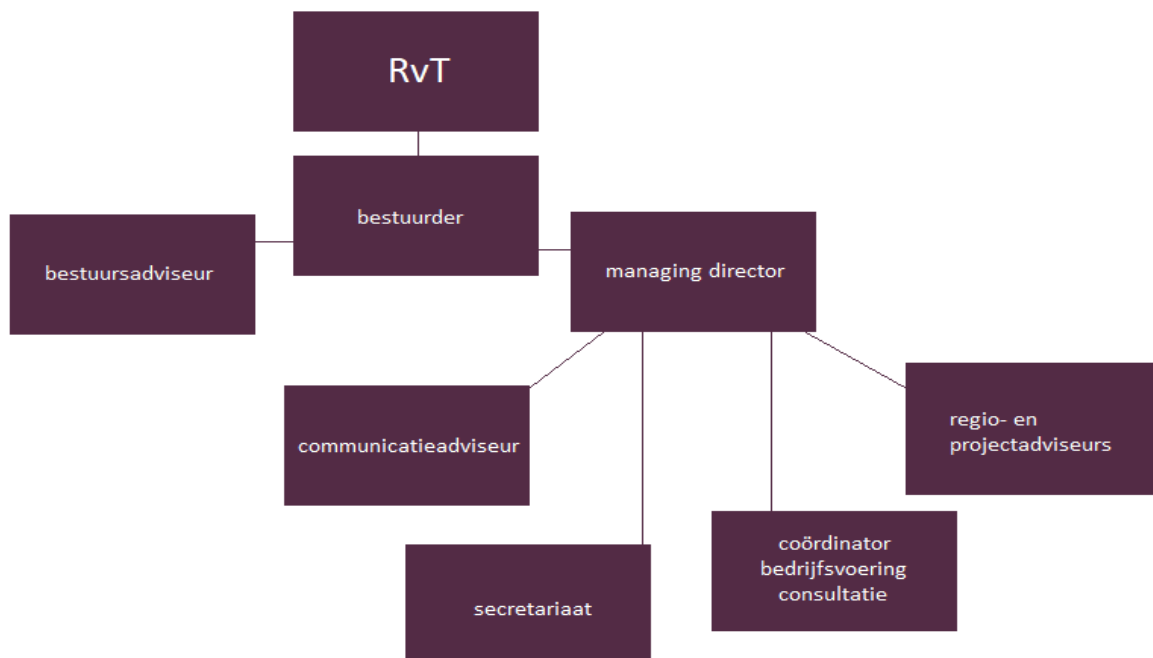 RvT
bestuurder
bestuursadviseur
managing director
communicatieadviseur
regio- en
projectadviseurs
secretariaat
coördinator
bedrijfsvoering
consultatie